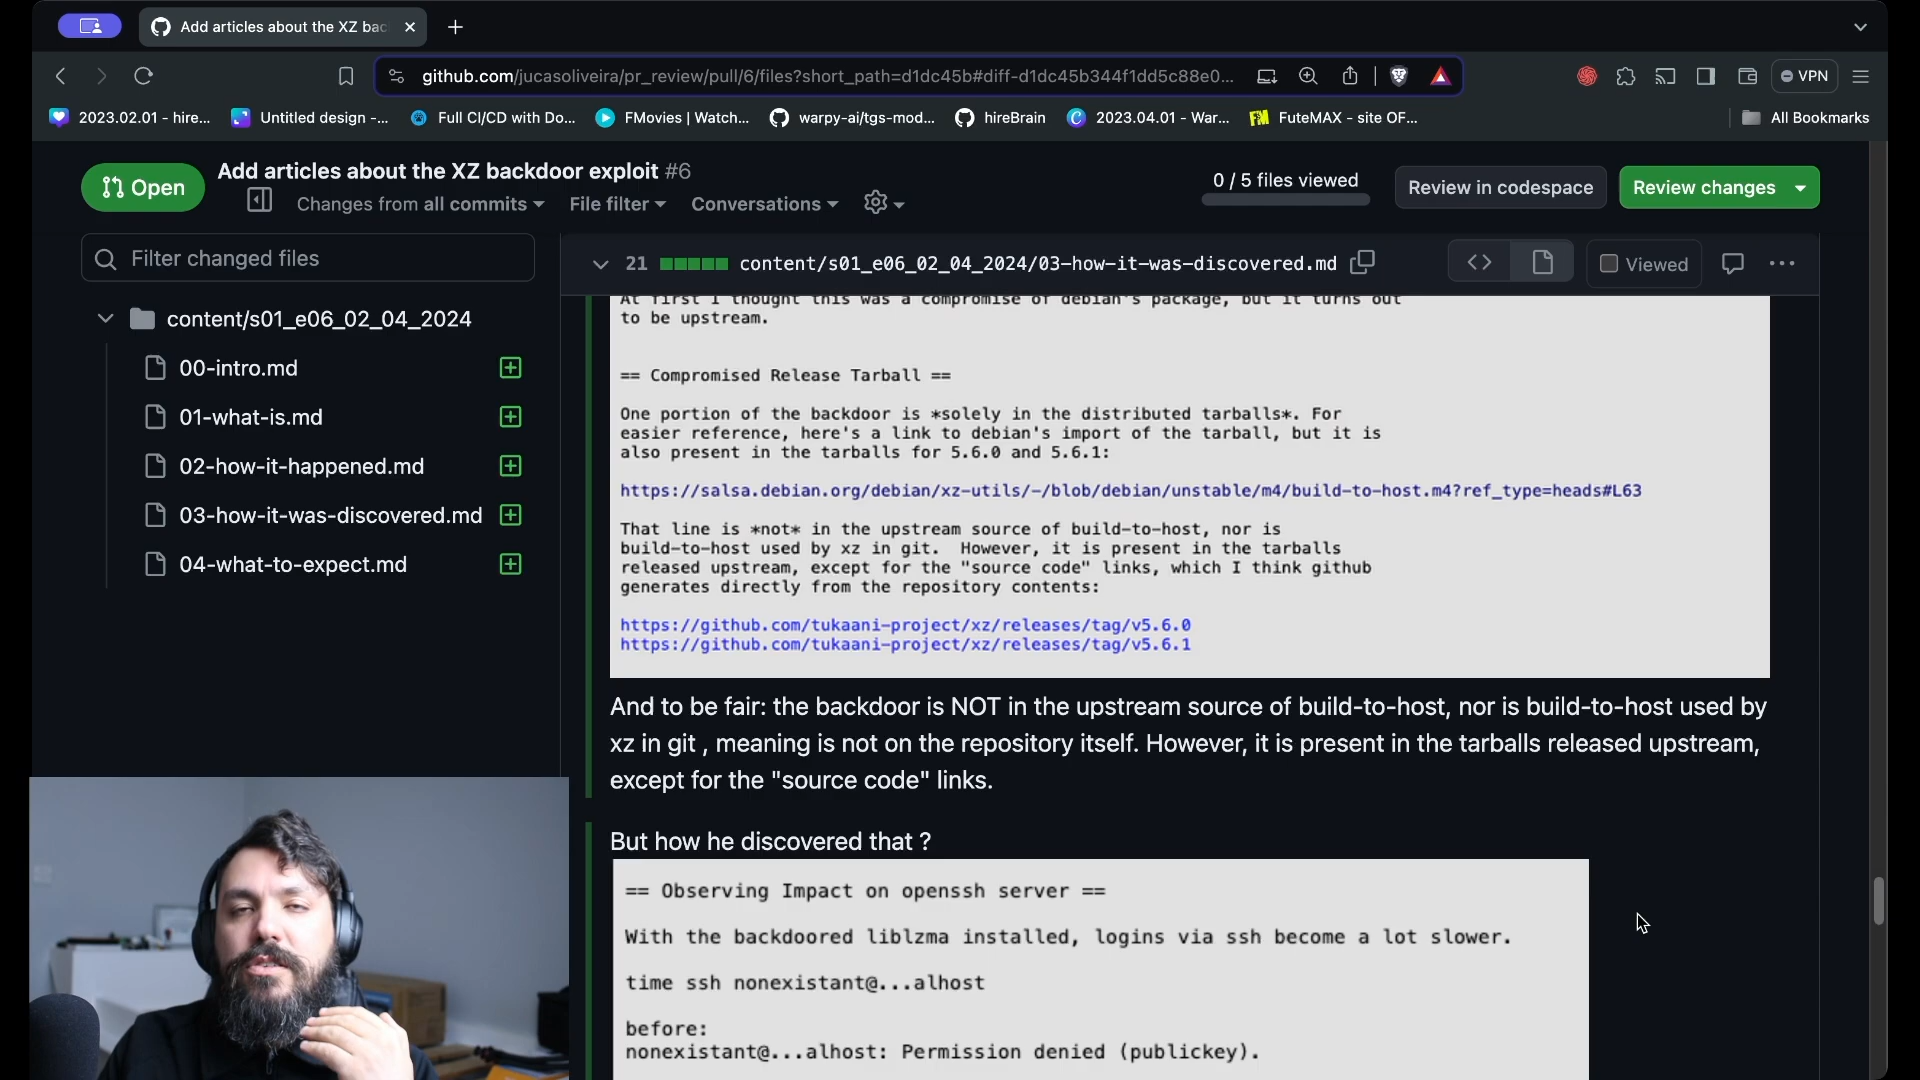 Add articles about the XZ bac
github.com/jucasoliveira/pr_review/pull/6/files?short_path=d1dc45b#diff-d1dc45b344f1dd5c88e0...
VPN
2023.02.01 - hire...
Untitled design -...
Full CI/CD with Do...
FMovies | Watch...
warpy-ai/tgs-mod...
hireBrain
2023.04.01 - War...
FuteMAX - site OF...
All Bookmarks
Open
Add articles about the XZ backdoor exploit #6
Changes from all commits
File filter
Conversations
0 / 5 files viewed
Review in codespace
Review changes
Filter changed files
content/s01_e06_02_04_2024
00-intro.md
01-what-is.md
02-how-it-happened.md
03-how-it-was-discovered.md
04-what-to-expect.md
21 content/s01_e06_02_04_2024/03-how-it-was-discovered.md
Viewed
At first I thought this was a compromise of debian's package, but it turns out
to be upstream.
== Compromised Release Tarball ==
One portion of the backdoor is *solely in the distributed tarballs*. For
easier reference, here's a link to debian's import of the tarball, but it is
also present in the tarballs for 5.6.0 and 5.6.1:
https://salsa.debian.org/debian/xz-utils/-/blob/debian/unstable/m4/build-to-host.m4?ref_type=heads#L63
That line is *not* in the upstream source of build-to-host, nor is
build-to-host used by xz in git.  However, it is present in the tarballs
released upstream, except for the "source code" links, which I think github
generates directly from the repository contents:
https://github.com/tukaani-project/xz/releases/tag/v5.6.0
https://github.com/tukaani-project/xz/releases/tag/v5.6.1
And to be fair: the backdoor is NOT in the upstream source of build-to-host, nor is build-to-host used by
xz in git , meaning is not on the repository itself. However, it is present in the tarballs released upstream,
except for the "source code" links.
But how he discovered that ?
== Observing Impact on openssh server ==
With the backdoored liblzma installed, logins via ssh become a lot slower.
time ssh nonexistant@...alhost
before:
nonexistant@...alhost: Permission denied (publickey).